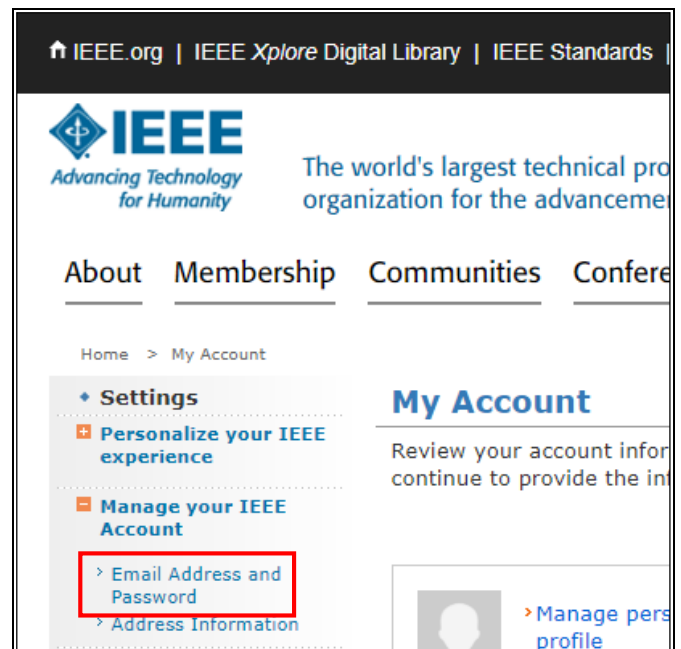 IEEE.org | IEEE Xplore Digital Library | IEEE Standards |
IEEE
Advancing Technology
for Humanity
The world's largest technical pro
organization for the advancemen
About Membership Communities Confere
Home > My Account
Settings
Personalize your IEEE
experience
Manage your IEEE
Account
Email Address and
Password
Address Information
My Account
Review your account infor
continue to provide the inf
Manage pers
profile